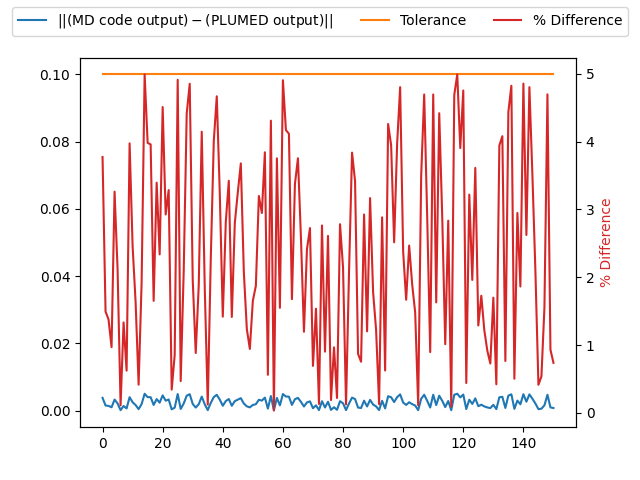 ||(MD code output) − (PLUMED output)|| Tolerance % Difference
0.10 5
0.08 4
0.06 3
0.04 2
0.02 1
0.00 0
% Difference
0 20 40 60 80 100 120 140